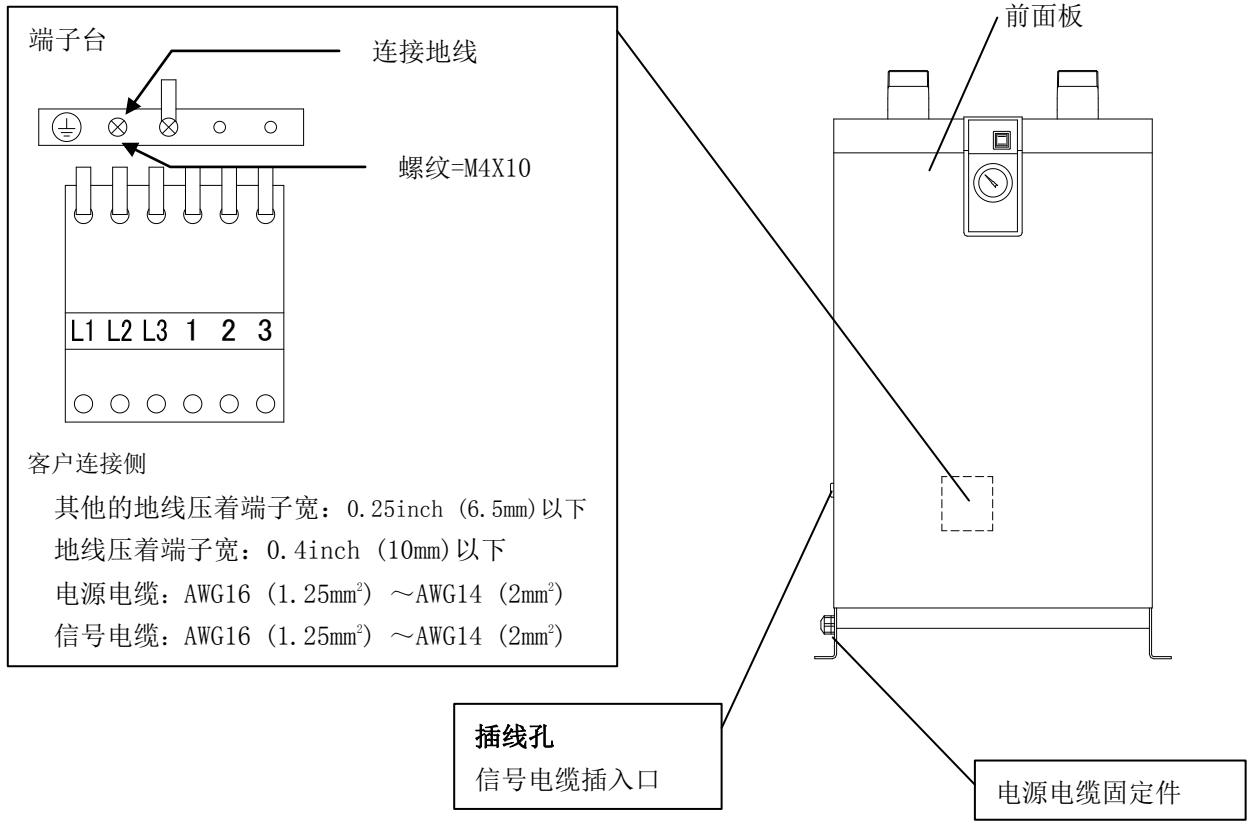 前面板
端子台
连接地线
螺纹=M4X10
L1 L2 L3 1 2 3
客户连接侧
其他的地线压着端子宽：0.25inch (6.5mm)以下
地线压着端子宽：0.4inch (10mm)以下
电源电缆：AWG16 (1.25mm²) ～AWG14 (2mm²)
信号电缆：AWG16 (1.25mm²) ～AWG14 (2mm²)
插线孔
信号电缆插入口
电源电缆固定件